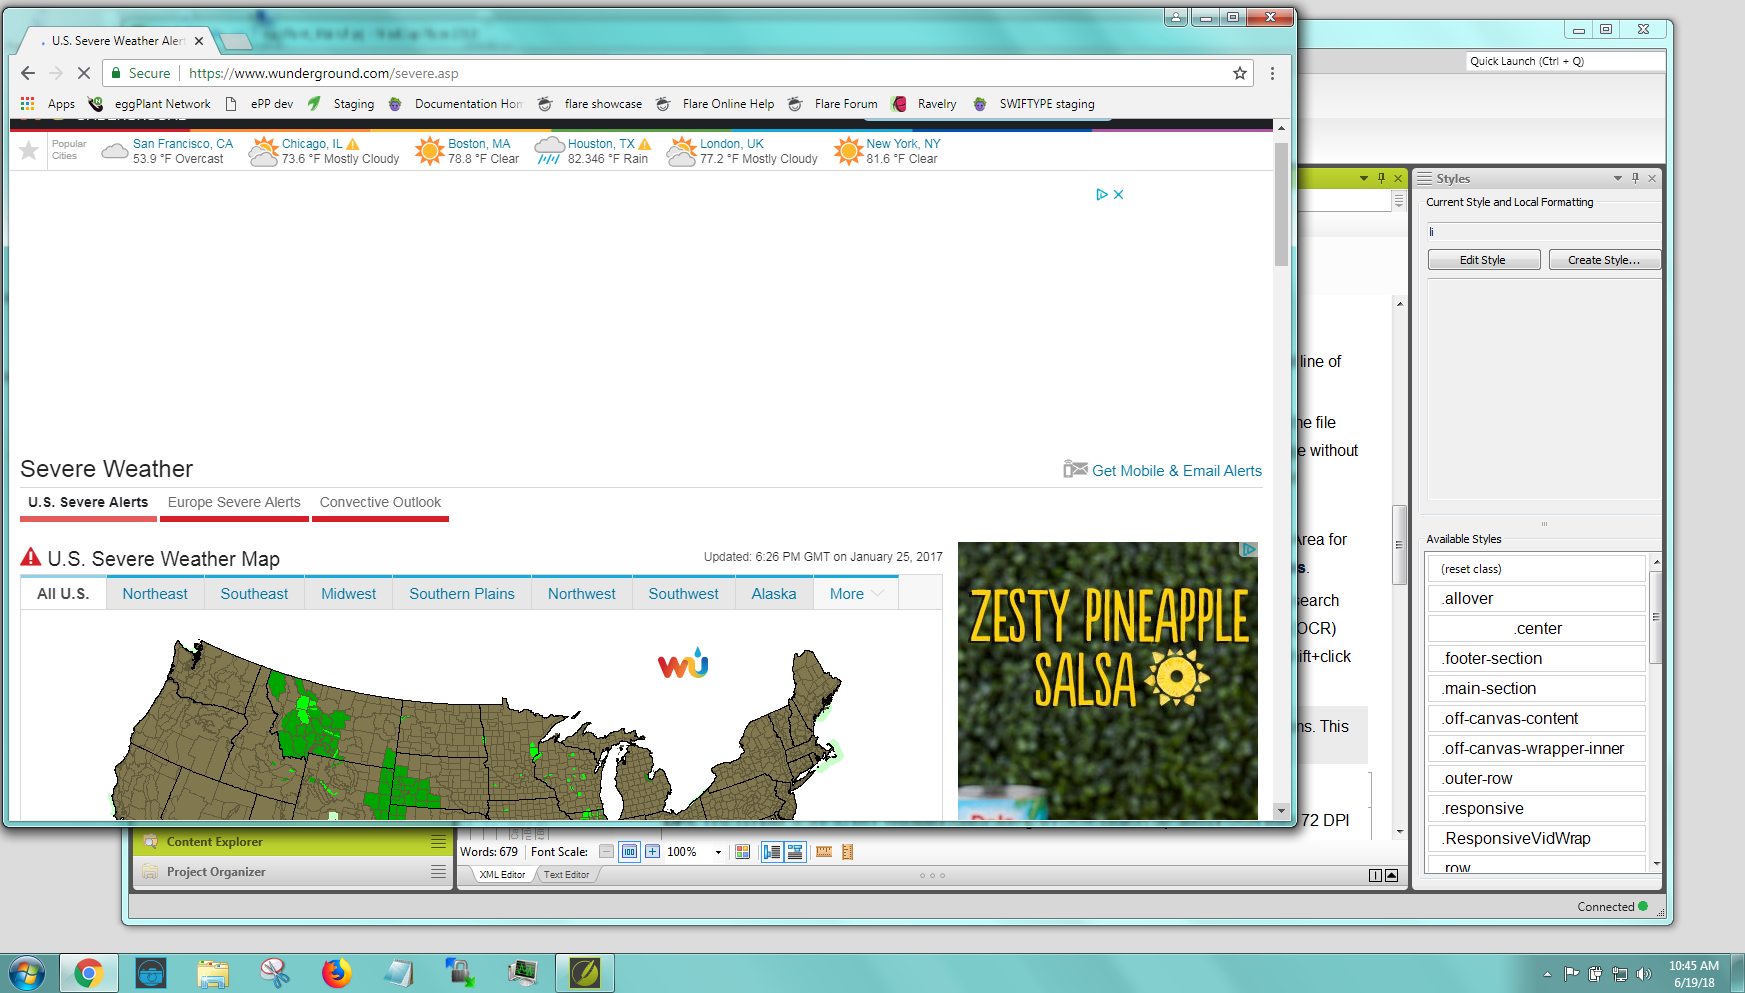 U.S. Severe Weather Aler
Secure https://www.wunderground.com/severe.asp
Apps eggPlant Network ePP dev Staging Documentation Hom flare showcase Flare Online Help Flare Forum Ravelry SWIFTYPE staging
Popular Cities
San Francisco, CA
53.9 °F Overcast
Chicago, IL
73.6 °F Mostly Cloudy
Boston, MA
78.8 °F Clear
Houston, TX
82.346 °F Rain
London, UK
77.2 °F Mostly Cloudy
New York, NY
81.6 °F Clear
Severe Weather
Get Mobile & Email Alerts
U.S. Severe Alerts Europe Severe Alerts Convective Outlook
U.S. Severe Weather Map
Updated: 6:26 PM GMT on January 25, 2017
All U.S. Northeast Southeast Midwest Southern Plains Northwest Southwest Alaska More
wu
ZESTY PINEAPPLE
SALSA
Dole
Quick Launch (Ctrl + Q)
line of
he file
e without
Area for
s.
search
OCR)
ift+click
ns. This
72 DPI
Styles
Current Style and Local Formatting
li
Edit Style Create Style...
Available Styles
(reset class)
.allover
.center
.footer-section
.main-section
.off-canvas-content
.off-canvas-wrapper-inner
.outer-row
.responsive
.ResponsiveVidWrap
.row
Content Explorer
Project Organizer
Words: 679 Font Scale: 100 100%
XML Editor Text Editor
Connected
10:45 AM
6/19/18